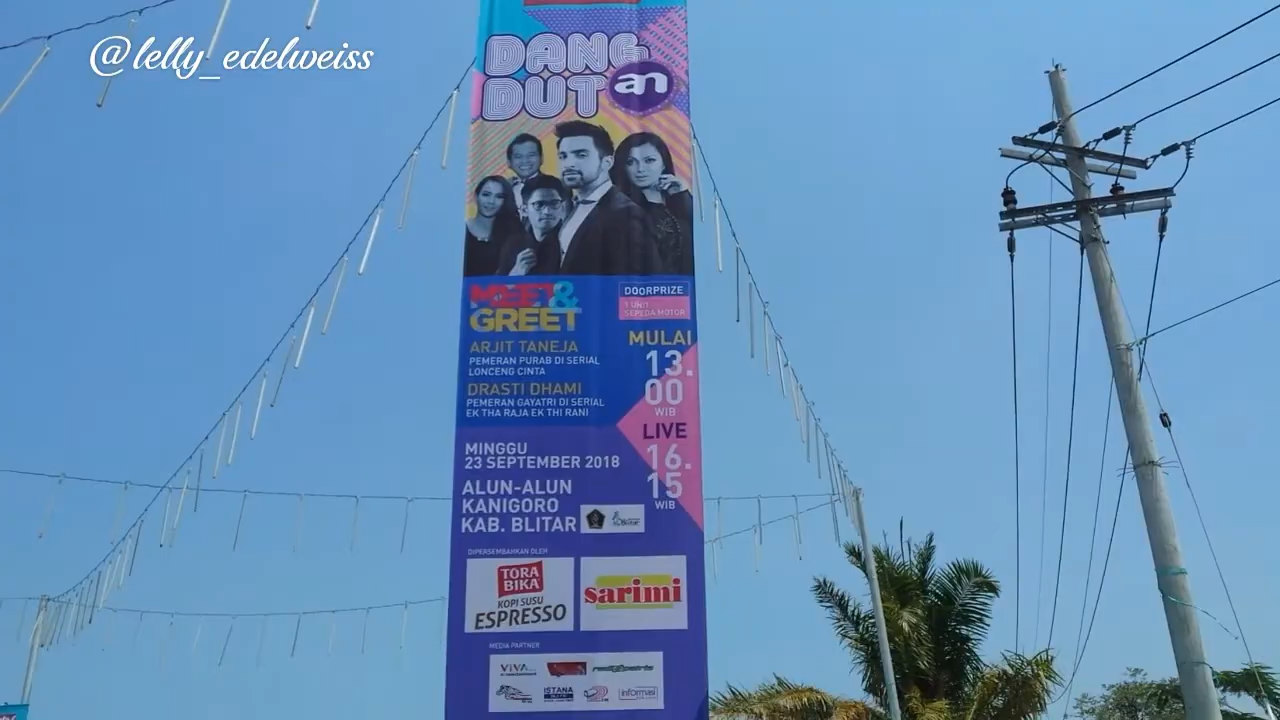 @lelly_edelweiss
DANG
DUT an
MEET &
GREET
DOORPRIZE
1 UNIT
SEPEDA MOTOR
ARJIT TANEJA
PEMERAN PURAB DI SERIAL
LONCENG CINTA
DRASTI DHAMI
PEMERAN GAYATRI DI SERIAL
EK THA RAJA EK THI RANI
MULAI
13.
00
WIB
LIVE
16.
15
WIB
MINGGU
23 SEPTEMBER 2018
ALUN-ALUN
KANIGORO
KAB. BLITAR
DIPERSEMBAHKAN OLEH
TORA
BIKA
KOPI SUSU
ESPRESSO
sarimi
MEDIA PARTNER
VIVA
ISTANA
informasi